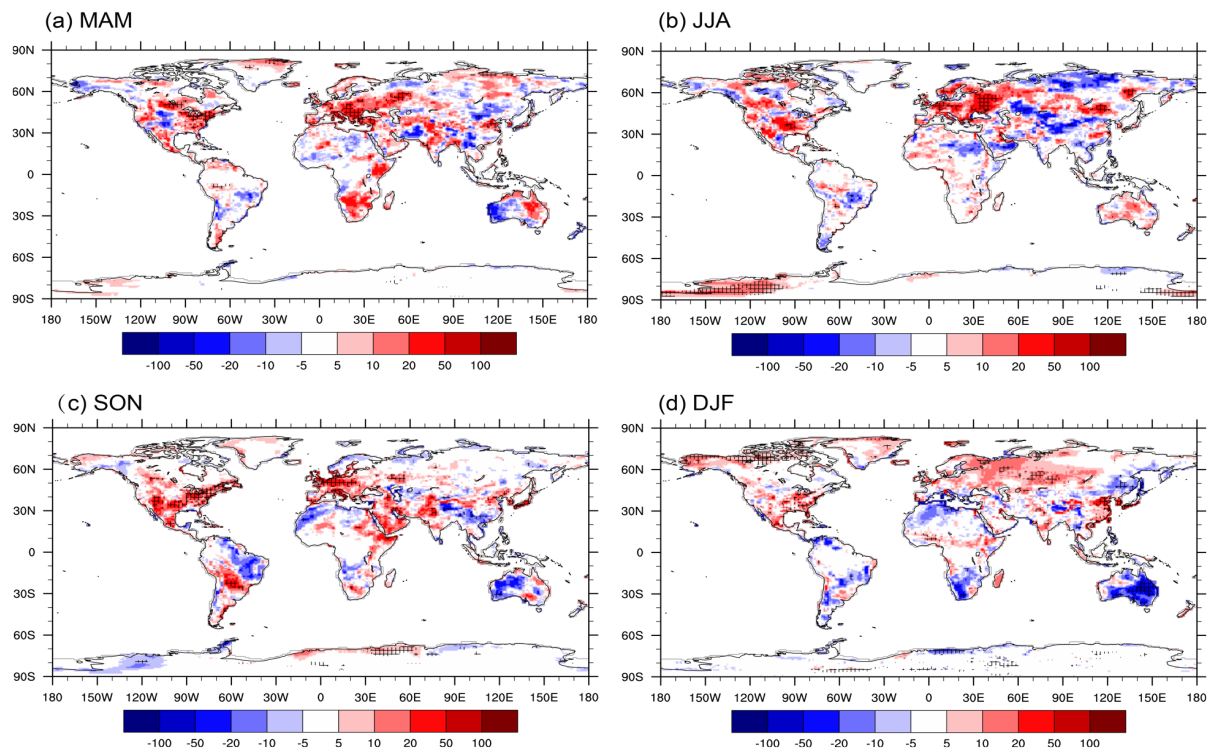 (a) MAM
90N
60N
30N
0
30S
60S
90S
180 150W 120W 90W 60W 30W 0 30E 60E 90E 120E 150E 180
-100 -50 -20 -10 -5 5 10 20 50 100
(b) JJA
90N
60N
30N
0
30S
60S
90S
180 150W 120W 90W 60W 30W 0 30E 60E 90E 120E 150E 180
-100 -50 -20 -10 -5 5 10 20 50 100
（c) SON
90N
60N
30N
0
30S
60S
90S
180 150W 120W 90W 60W 30W 0 30E 60E 90E 120E 150E 180
-100 -50 -20 -10 -5 5 10 20 50 100
(d) DJF
90N
60N
30N
0
30S
60S
90S
180 150W 120W 90W 60W 30W 0 30E 60E 90E 120E 150E 180
-100 -50 -20 -10 -5 5 10 20 50 100